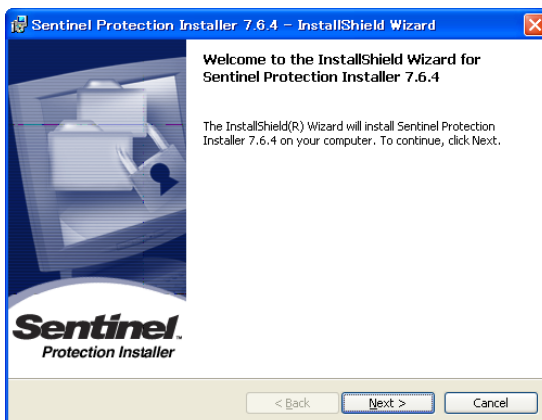 Sentinel Protection Installer 7.6.4 - InstallShield Wizard
Welcome to the InstallShield Wizard for
Sentinel Protection Installer 7.6.4
The InstallShield(R) Wizard will install Sentinel Protection
Installer 7.6.4 on your computer. To continue, click Next.
Sentinel.
Protection Installer
< Back
Next >
Cancel